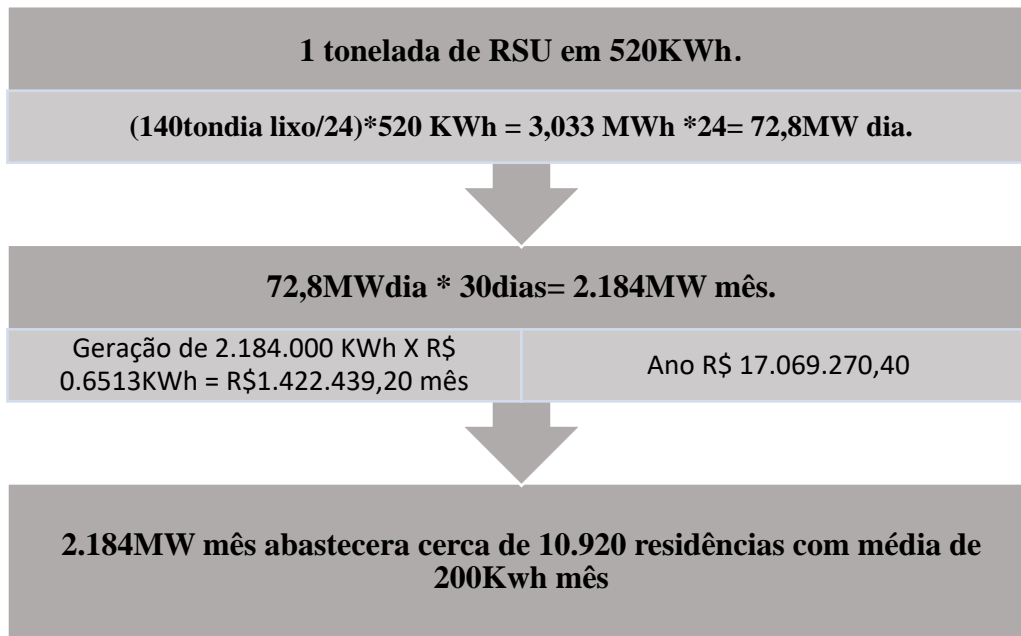 1 tonelada de RSU em 520KWh.
(140tondia lixo/24)*520 KWh = 3,033 MWh *24= 72,8MW dia.
72,8MWdia * 30dias= 2.184MW mês.
Geração de 2.184.000 KWh X R$
0.6513KWh = R$1.422.439,20 mês
Ano R$ 17.069.270,40
2.184MW mês abastecera cerca de 10.920 residências com média de
200Kwh mês